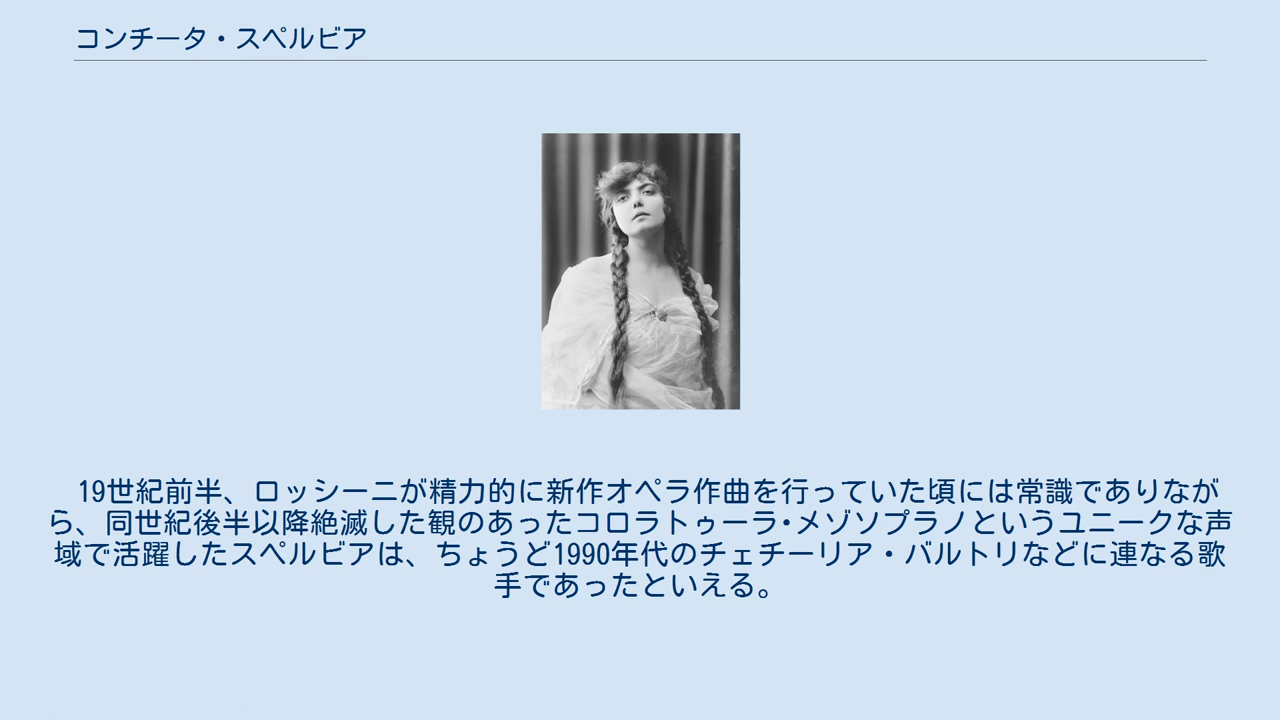 コンチータ・スペルビア
19世紀前半、ロッシーニが精力的に新作オペラ作曲を行っていた頃には常識でありなが
ら、同世紀後半以降絶滅した観のあったコロラトゥーラ・メゾソプラノというユニークな声
域で活躍したスペルビアは、ちょうど1990年代のチェチーリア・バルトリなどに連なる歌
手であったといえる。